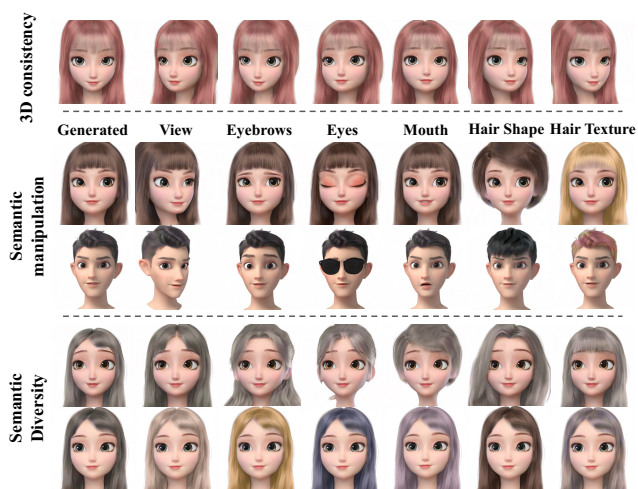 3D consistency
Generated View Eyebrows Eyes Mouth Hair Shape Hair Texture
Semantic
manipulation
Semantic
Diversity